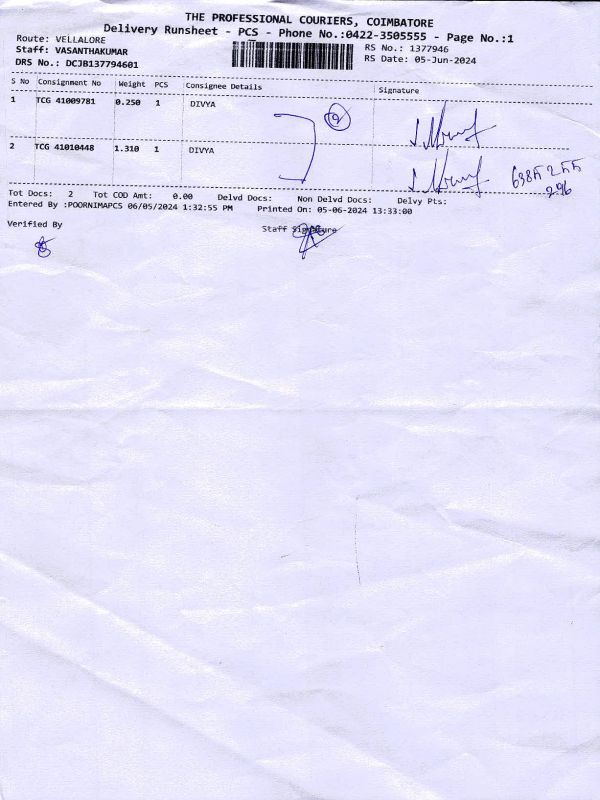 THE PROFESSIONAL COURIERS, COIMBATORE
Delivery Runsheet - PCS - Phone No.:0422-3505555 - Page No.:1
Route: VELLALORE
RS No.: 1377946
Staff: VASANTHAKUMAR
RS Date: 05-Jun-2024
DRS No.: DCJB137794601
S No Consignment No Weight PCS Consignee Details Signature
1 TCG 41009781 0.250 1 DIVYA
2 TCG 41010448 1.310 1 DIVYA
Tot Docs: 2 Tot COD Amt: 0.00 Delvd Docs: Non Delvd Docs: Delvy Pts:
Entered By :POORNIMAPCS 06/05/2024 1:32:55 PM Printed On: 05-06-2024 13:33:00
Verified By Staff Signature